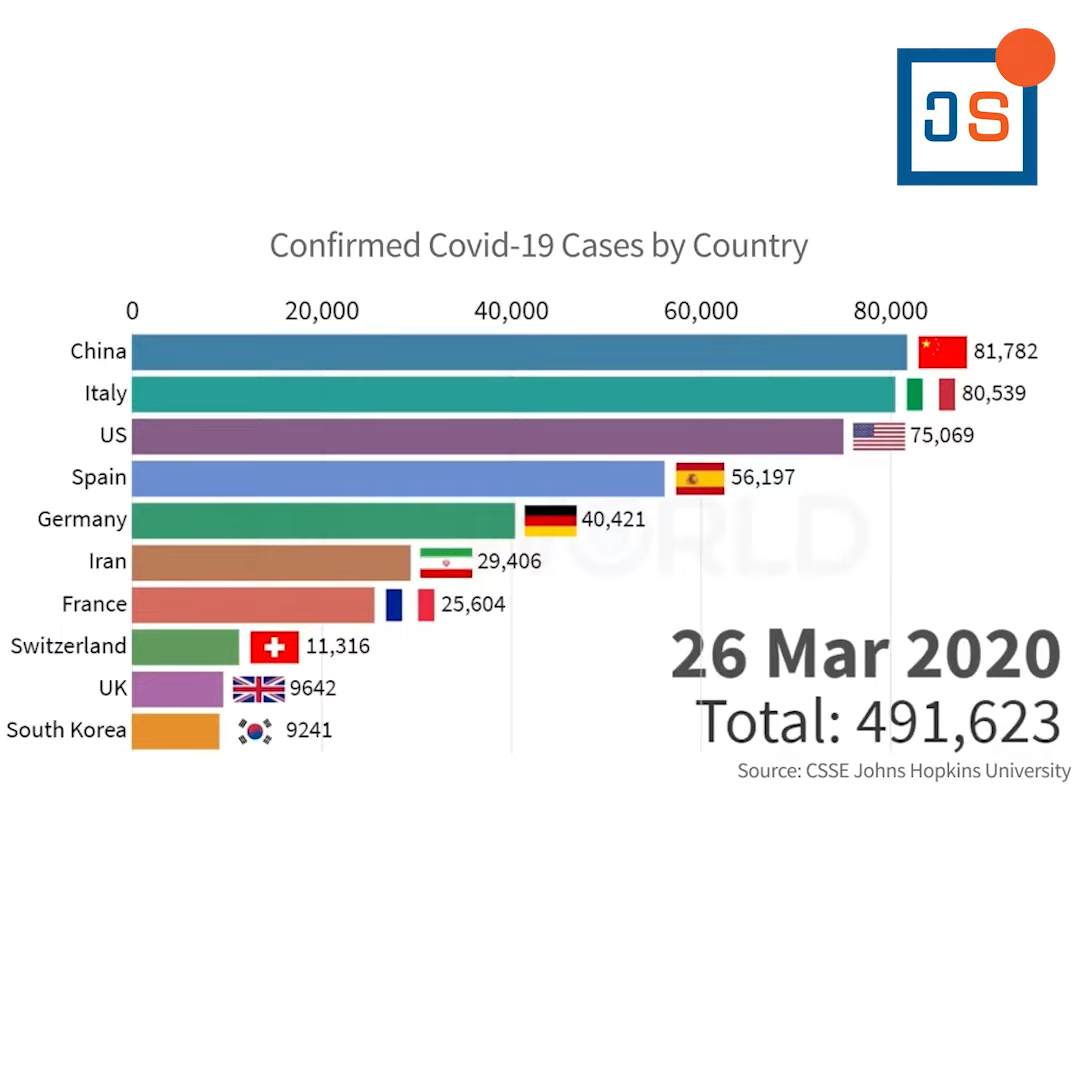 JS
Confirmed Covid-19 Cases by Country
0 20,000 40,000 60,000 80,000
China 81,782
Italy 80,539
US 75,069
Spain 56,197
Germany 40,421
Iran 29,406
France 25,604
Switzerland 11,316
UK 9642
South Korea 9241
WORLD
26 Mar 2020
Total: 491,623
Source: CSSE Johns Hopkins University